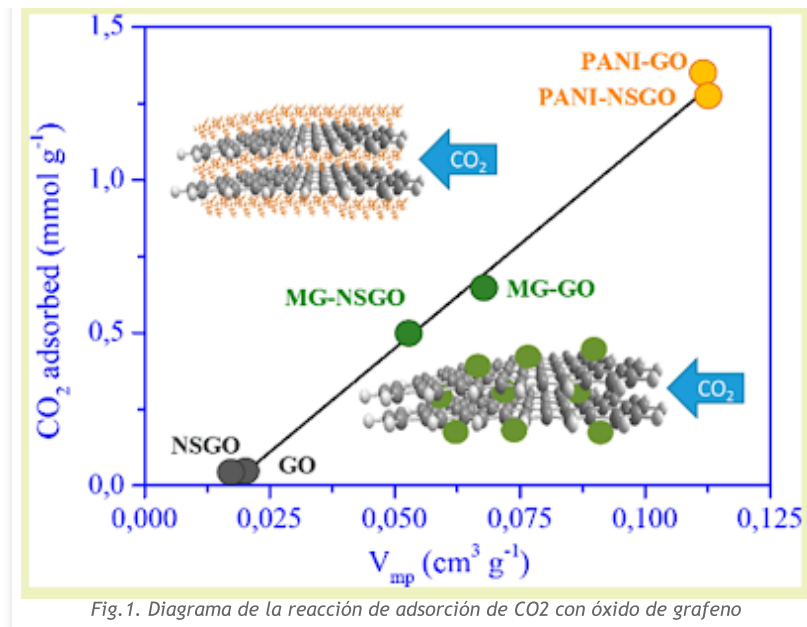 1,5
PANI-GO
PANI-NSGO
CO₂
1,0
MG-NSGO
MG-GO
0,5
CO₂
NSGO
GO
0,0
0,000 0,025 0,050 0,075 0,100 0,125
CO₂ adsorbed (mmol g⁻¹)
Vₘₚ (cm³ g⁻¹)
Fig.1. Diagrama de la reacción de adsorción de CO2 con óxido de grafeno